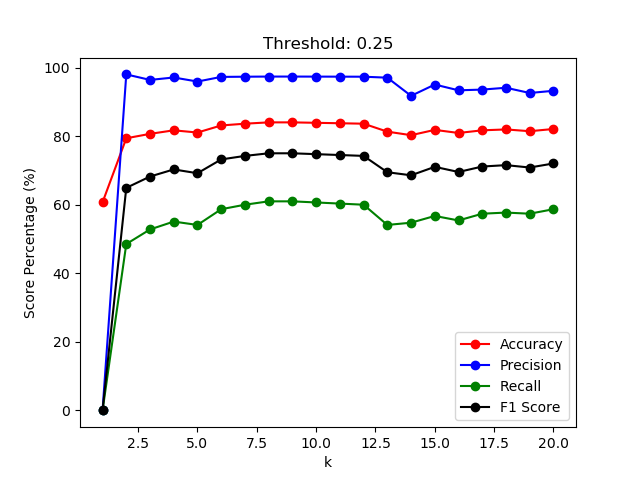 Threshold: 0.25
Score Percentage (%)
100
80
60
40
20
0
2.5 5.0 7.5 10.0 12.5 15.0 17.5 20.0
k
Accuracy
Precision
Recall
F1 Score